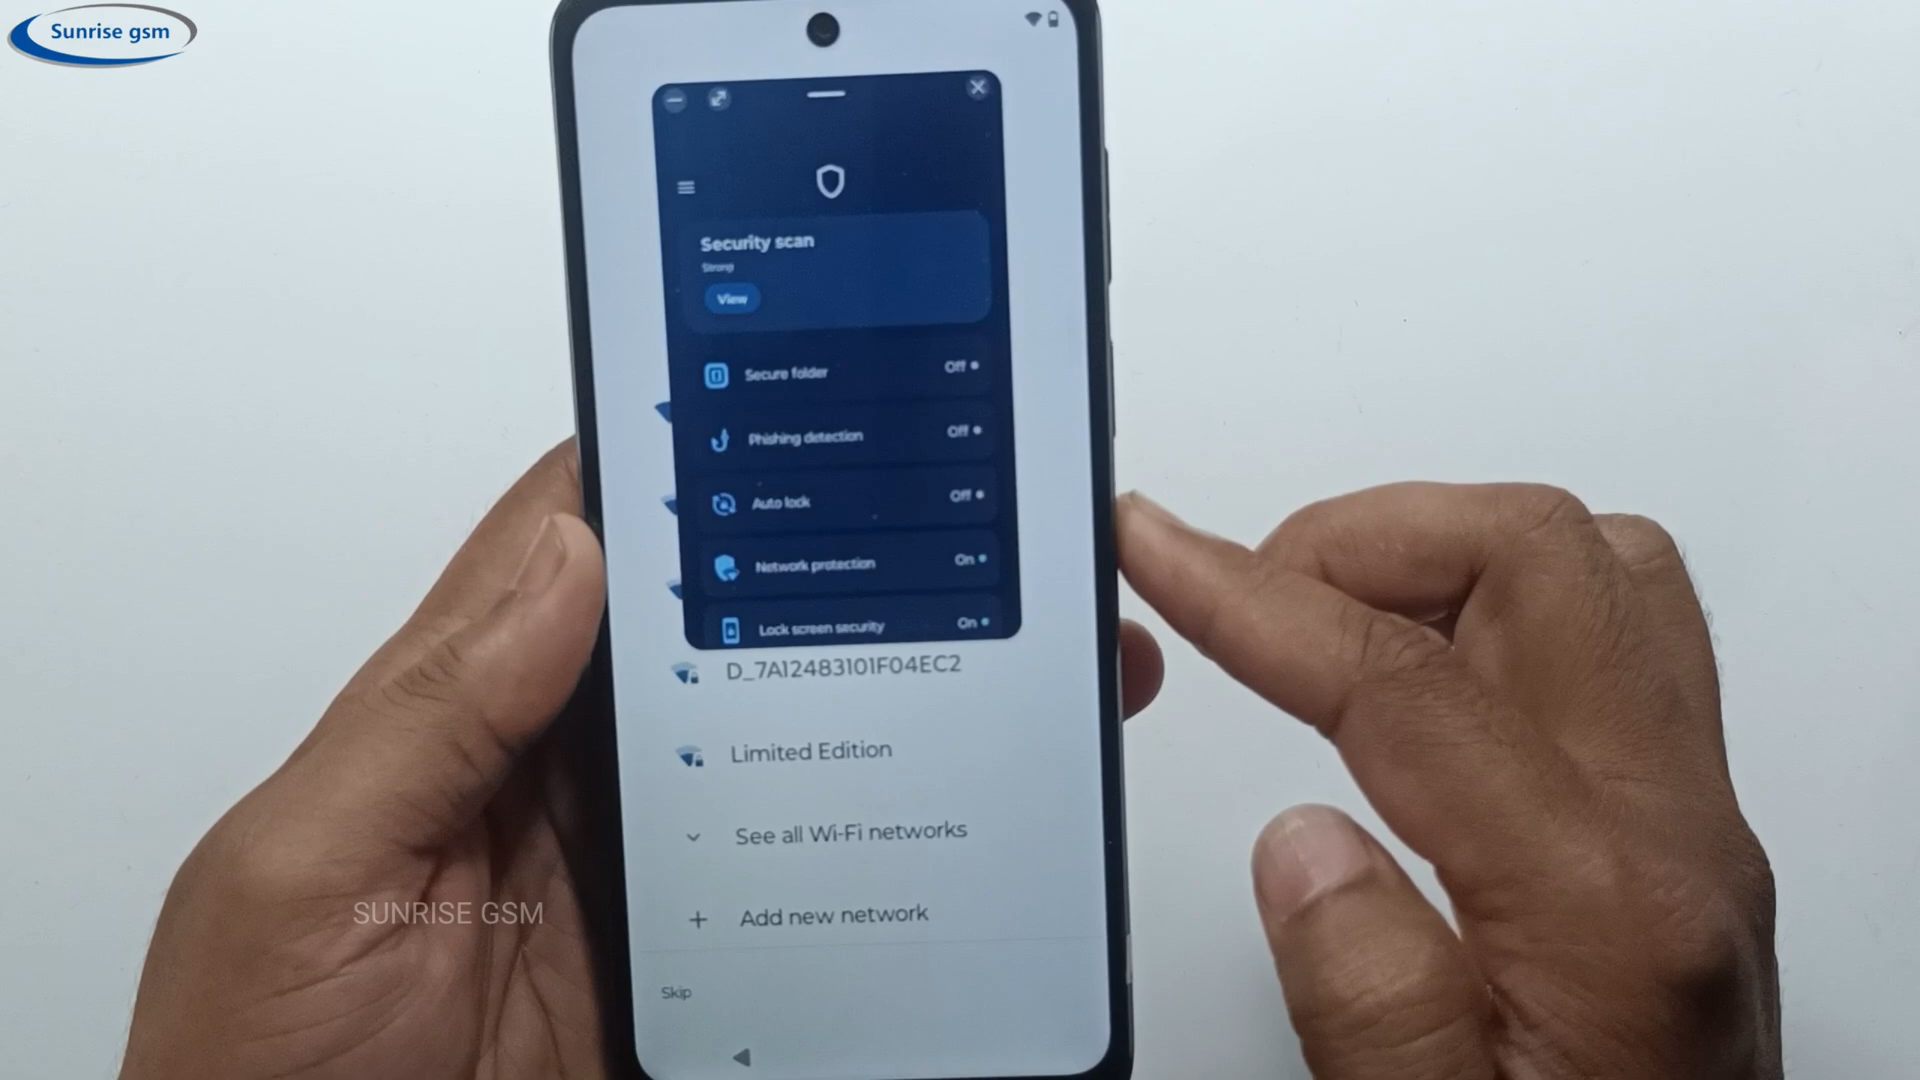 Sunrise gsm
Security scan
Strong
View
Secure folder
Off
Phishing detection
Off
Auto lock
Off
Network protection
On
Lock screen security
On
D_7A12483101F04EC2
Limited Edition
See all Wi-Fi networks
Add new network
SUNRISE GSM
Skip